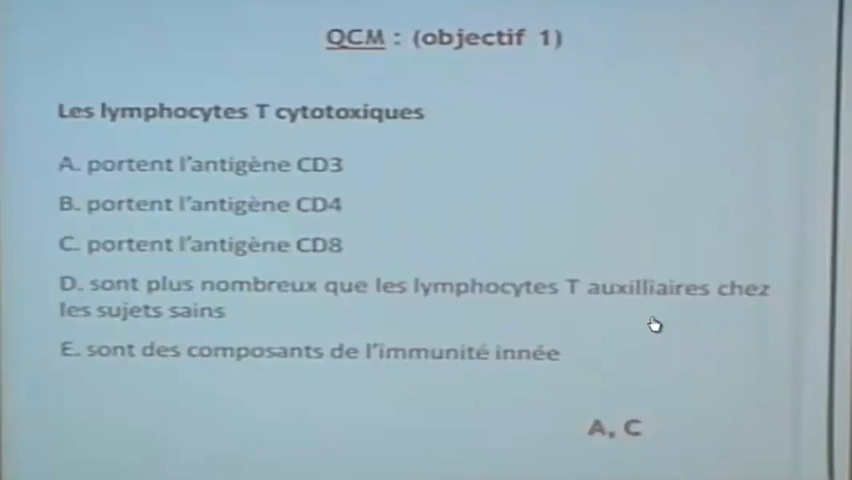 QCM : (objectif 1)
Les lymphocytes T cytotoxiques
A. portent l'antigène CD3
B. portent l'antigène CD4
C. portent l'antigène CD8
D. sont plus nombreux que les lymphocytes T auxilliaires chez
les sujets sains
E. sont des composants de l'immunité innée
A, C